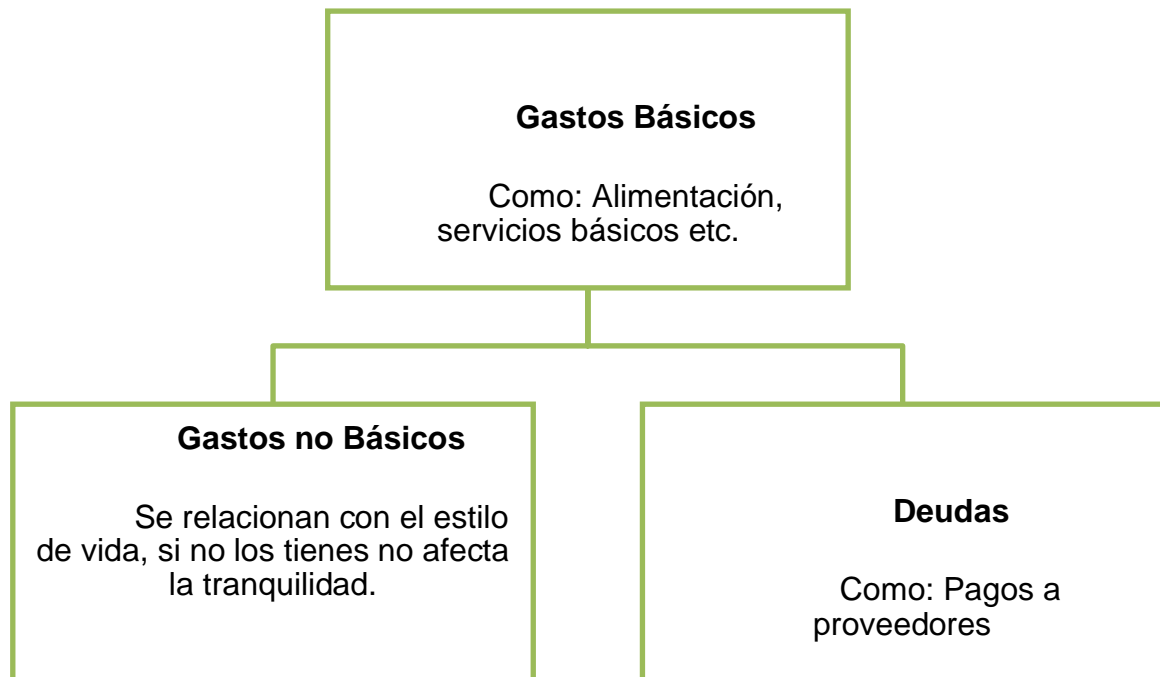 Gastos Básicos
Como: Alimentación,
servicios básicos etc.
Gastos no Básicos
Se relacionan con el estilo
de vida, si no los tienes no afecta
la tranquilidad.
Deudas
Como: Pagos a
proveedores